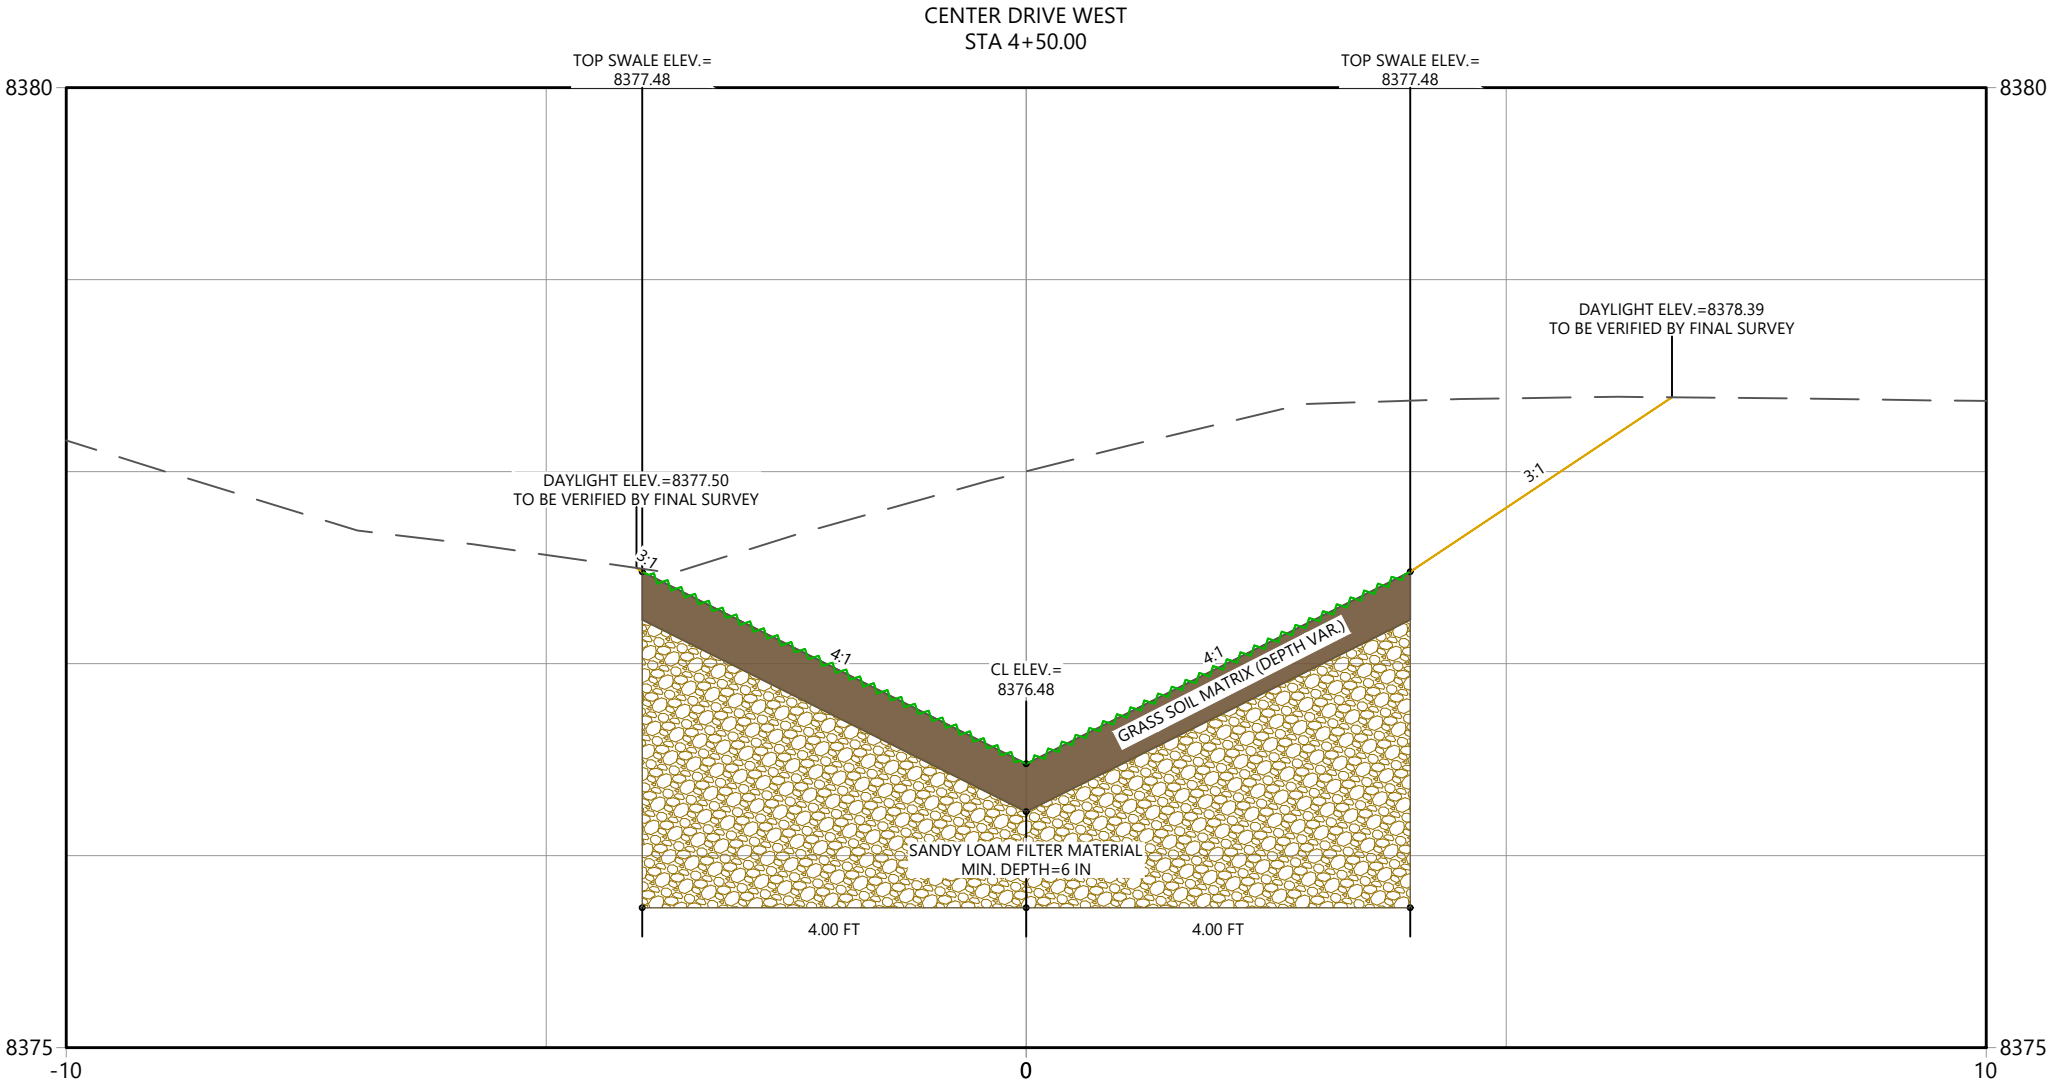 CENTER DRIVE WEST
STA 4+50.00
TOP SWALE ELEV.=
8377.48
TOP SWALE ELEV.=
8377.48
8380
8380
DAYLIGHT ELEV.=8378.39
TO BE VERIFIED BY FINAL SURVEY
DAYLIGHT ELEV.=8377.50
TO BE VERIFIED BY FINAL SURVEY
3:1
3:1
4:1
4:1
CL ELEV.=
8376.48
GRASS SOIL MATRIX (DEPTH VAR.)
SANDY LOAM FILTER MATERIAL
MIN. DEPTH=6 IN
4.00 FT
4.00 FT
8375
8375
-10
0
10